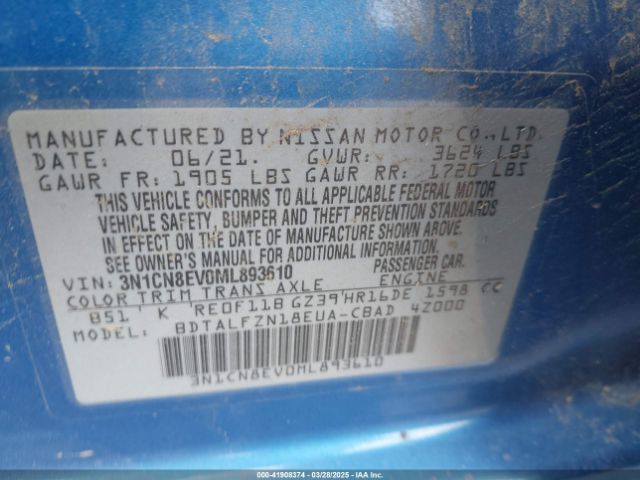 MANUFACTURED BY NISSAN MOTOR CO.,LTD.
DATE: 06/21. GVWR: 3624 LBS
GAWR FR: 1905 LBS GAWR RR: 1720 LBS
THIS VEHICLE CONFORMS TO ALL APPLICABLE FEDERAL MOTOR
VEHICLE SAFETY, BUMPER AND THEFT PREVENTION STANDARDS
IN EFFECT ON THE DATE OF MANUFACTURE SHOWN ABOVE.
SEE OWNER'S MANUAL FOR ADDITIONAL INFORMATION.
VIN: 3N1CN8EV0ML893610 PASSENGER CAR.
COLOR TRIM TRANS AXLE
B51 K RE0F11B GZ39 HR16DE 1598 CC
MODEL: BDTALFZN18EUA-CBAD 4Z000
3N1CN8EV0ML893610
© IAA 00-41908374 | 03/28/2025 - IAA Inc.